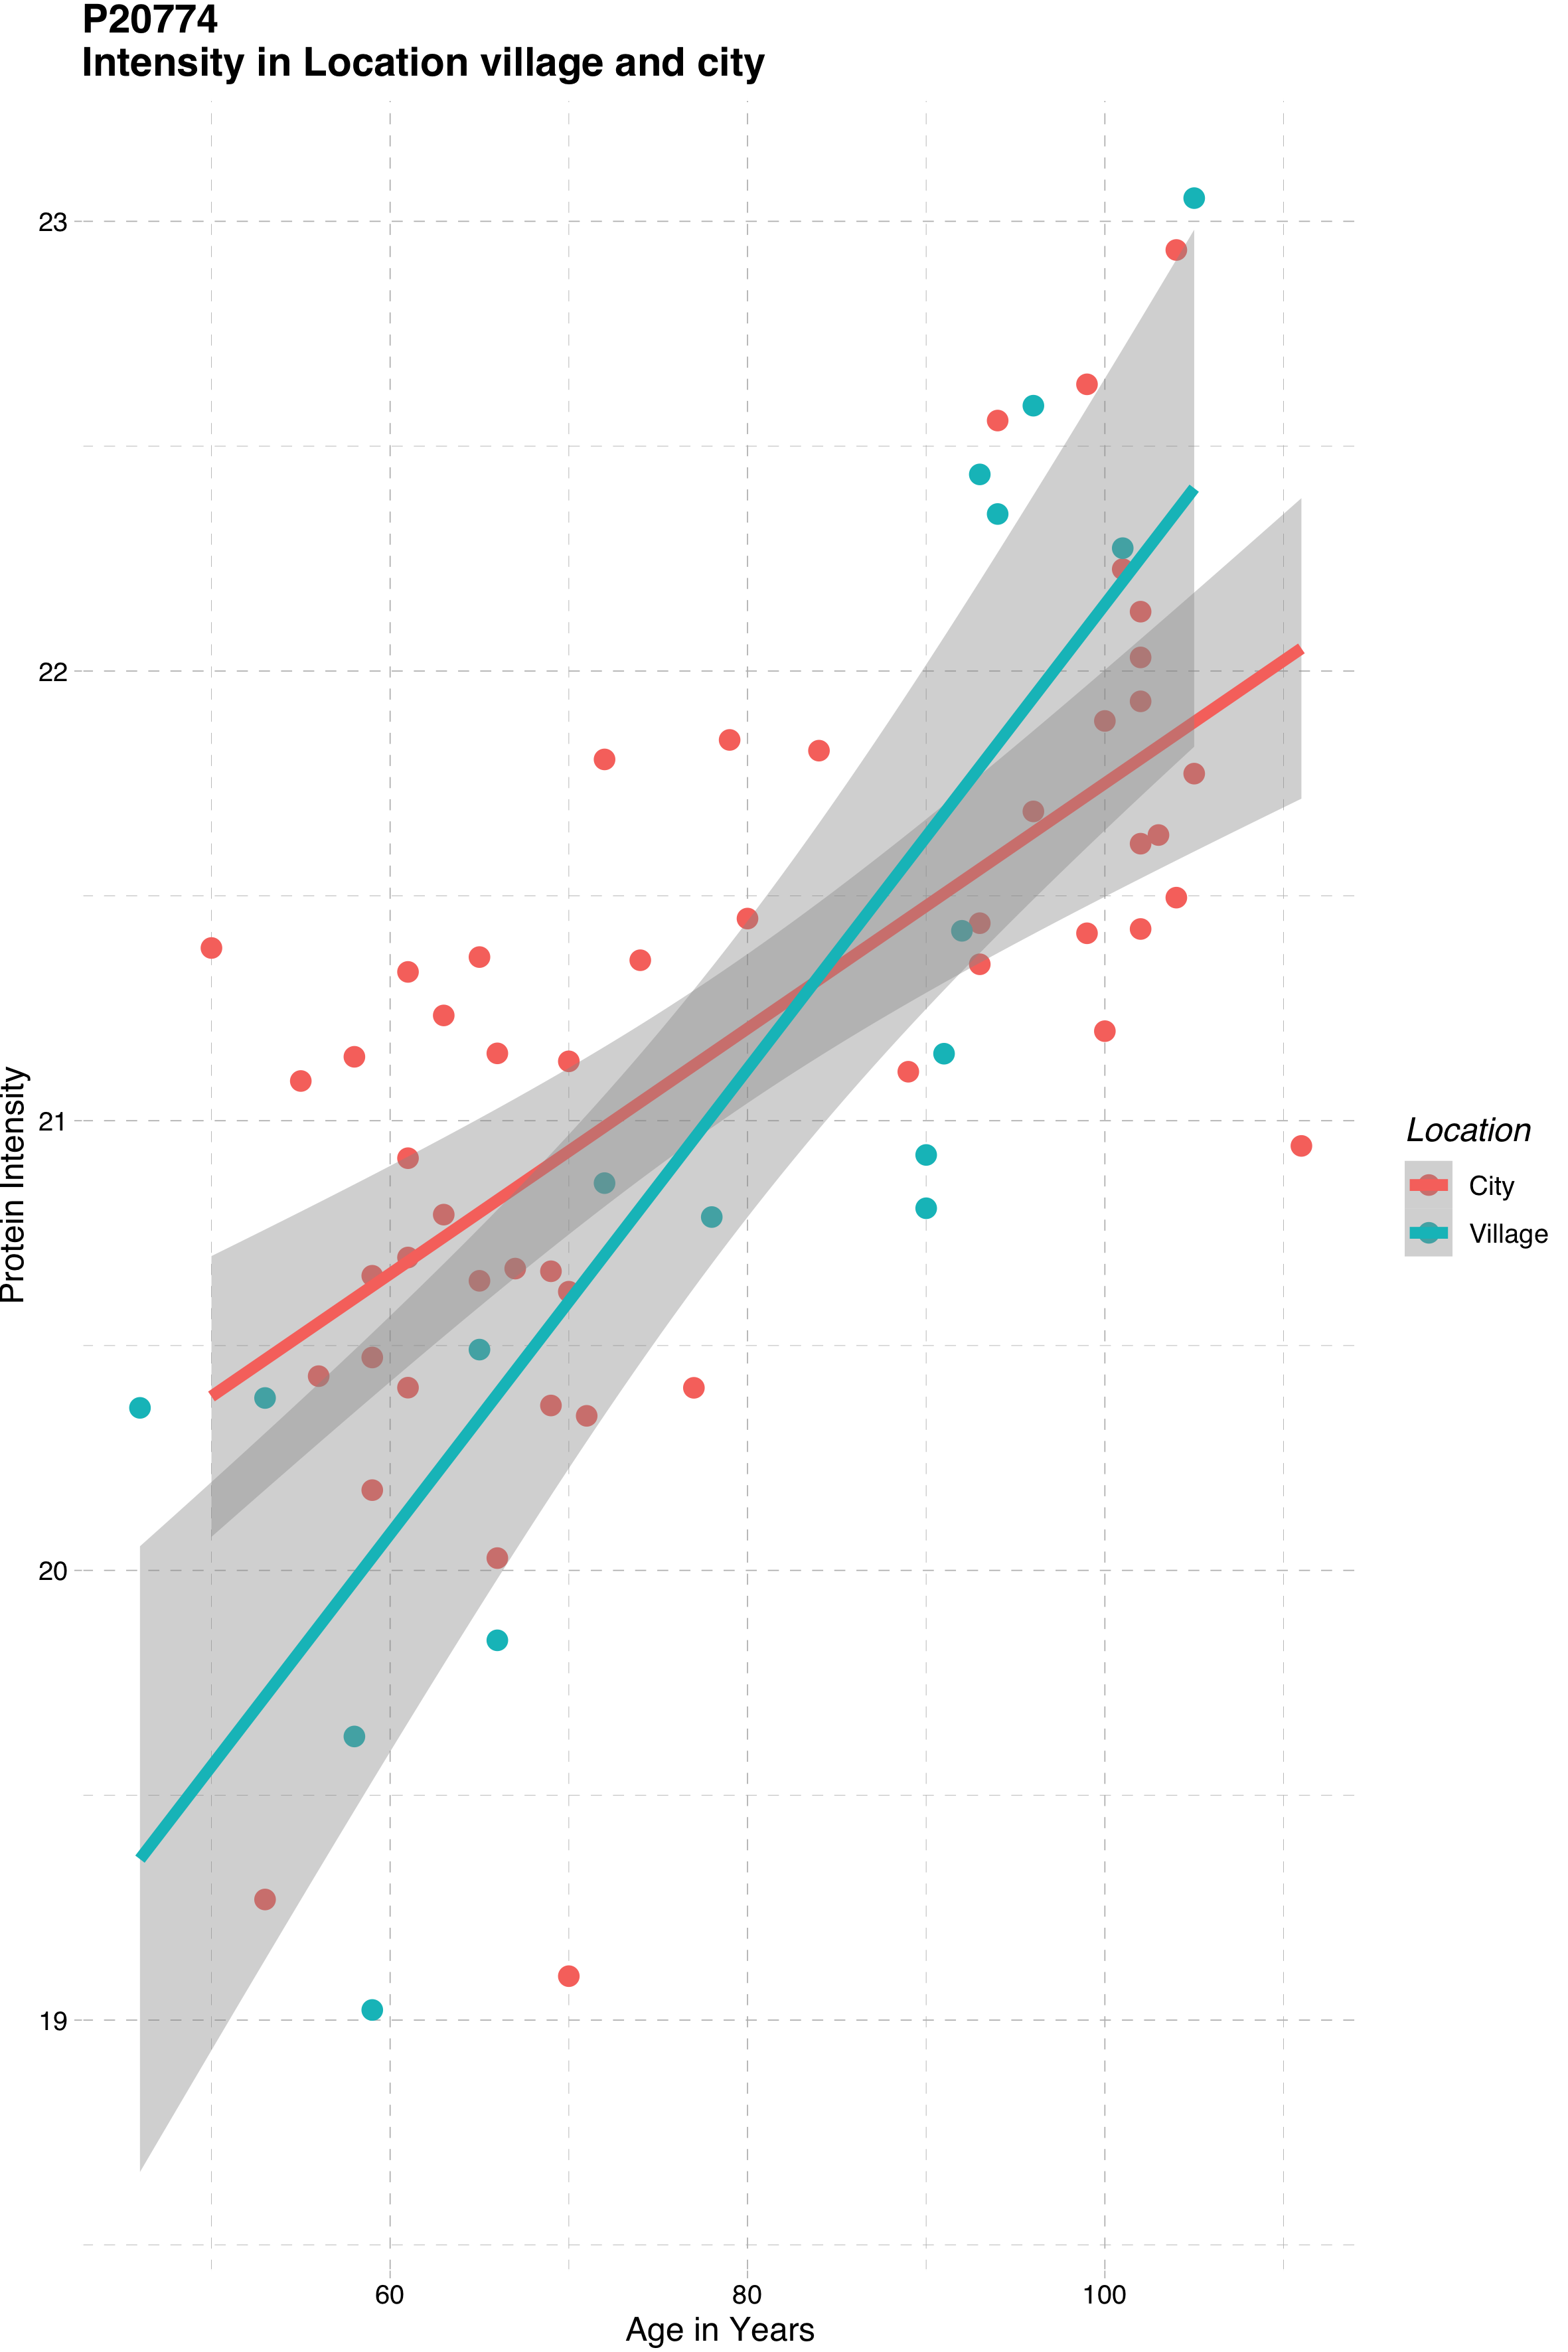 P20774
Intensity in Location village and city
23
22
21
20
19
Protein Intensity
60
80
100
Age in Years
Location
City
Village